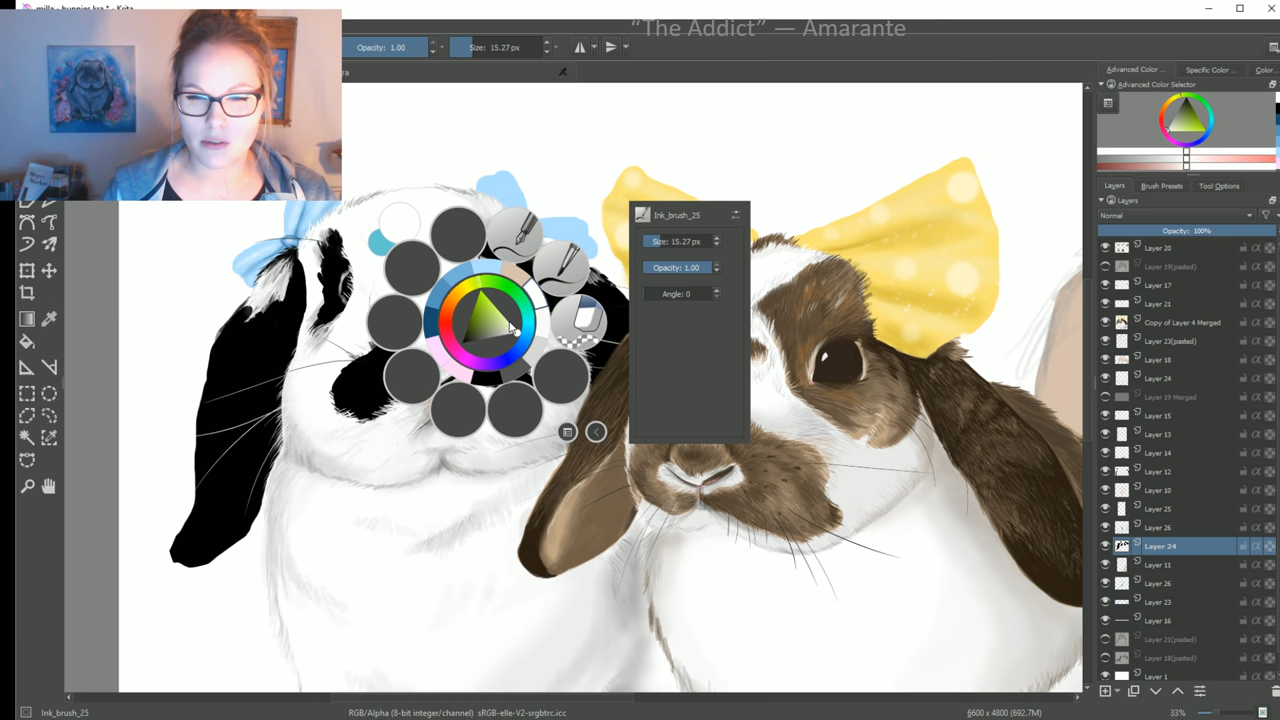 milla - bunnies.kra * - Krita
"The Addict" — Amarante
Opacity: 1.00
Size: 15.27 px
Advanced Color ...
Specific Color ...
Color...
Advanced Color Selector
Layers
Brush Presets
Tool Options
Layers
Normal
Opacity: 100%
Layer 20
Layer 19(pasted)
Layer 17
Layer 21
Copy of Layer 4 Merged
Layer 23(pasted)
Layer 18
Layer 24
Layer 19 Merged
Layer 15
Layer 13
Layer 14
Layer 12
Layer 10
Layer 25
Layer 26
Layer 24
Layer 11
Layer 26
Layer 23
Layer 16
Layer 21(pasted)
Layer 18(pasted)
Layer 1
Ink_brush_25
Size: 15.27 px
Opacity: 1.00
Angle: 0
Ink_brush_25
RGB/Alpha (8-bit integer/channel) sRGB-elle-V2-srgbtrc.icc
6600 x 4800 (692.7M)
33%